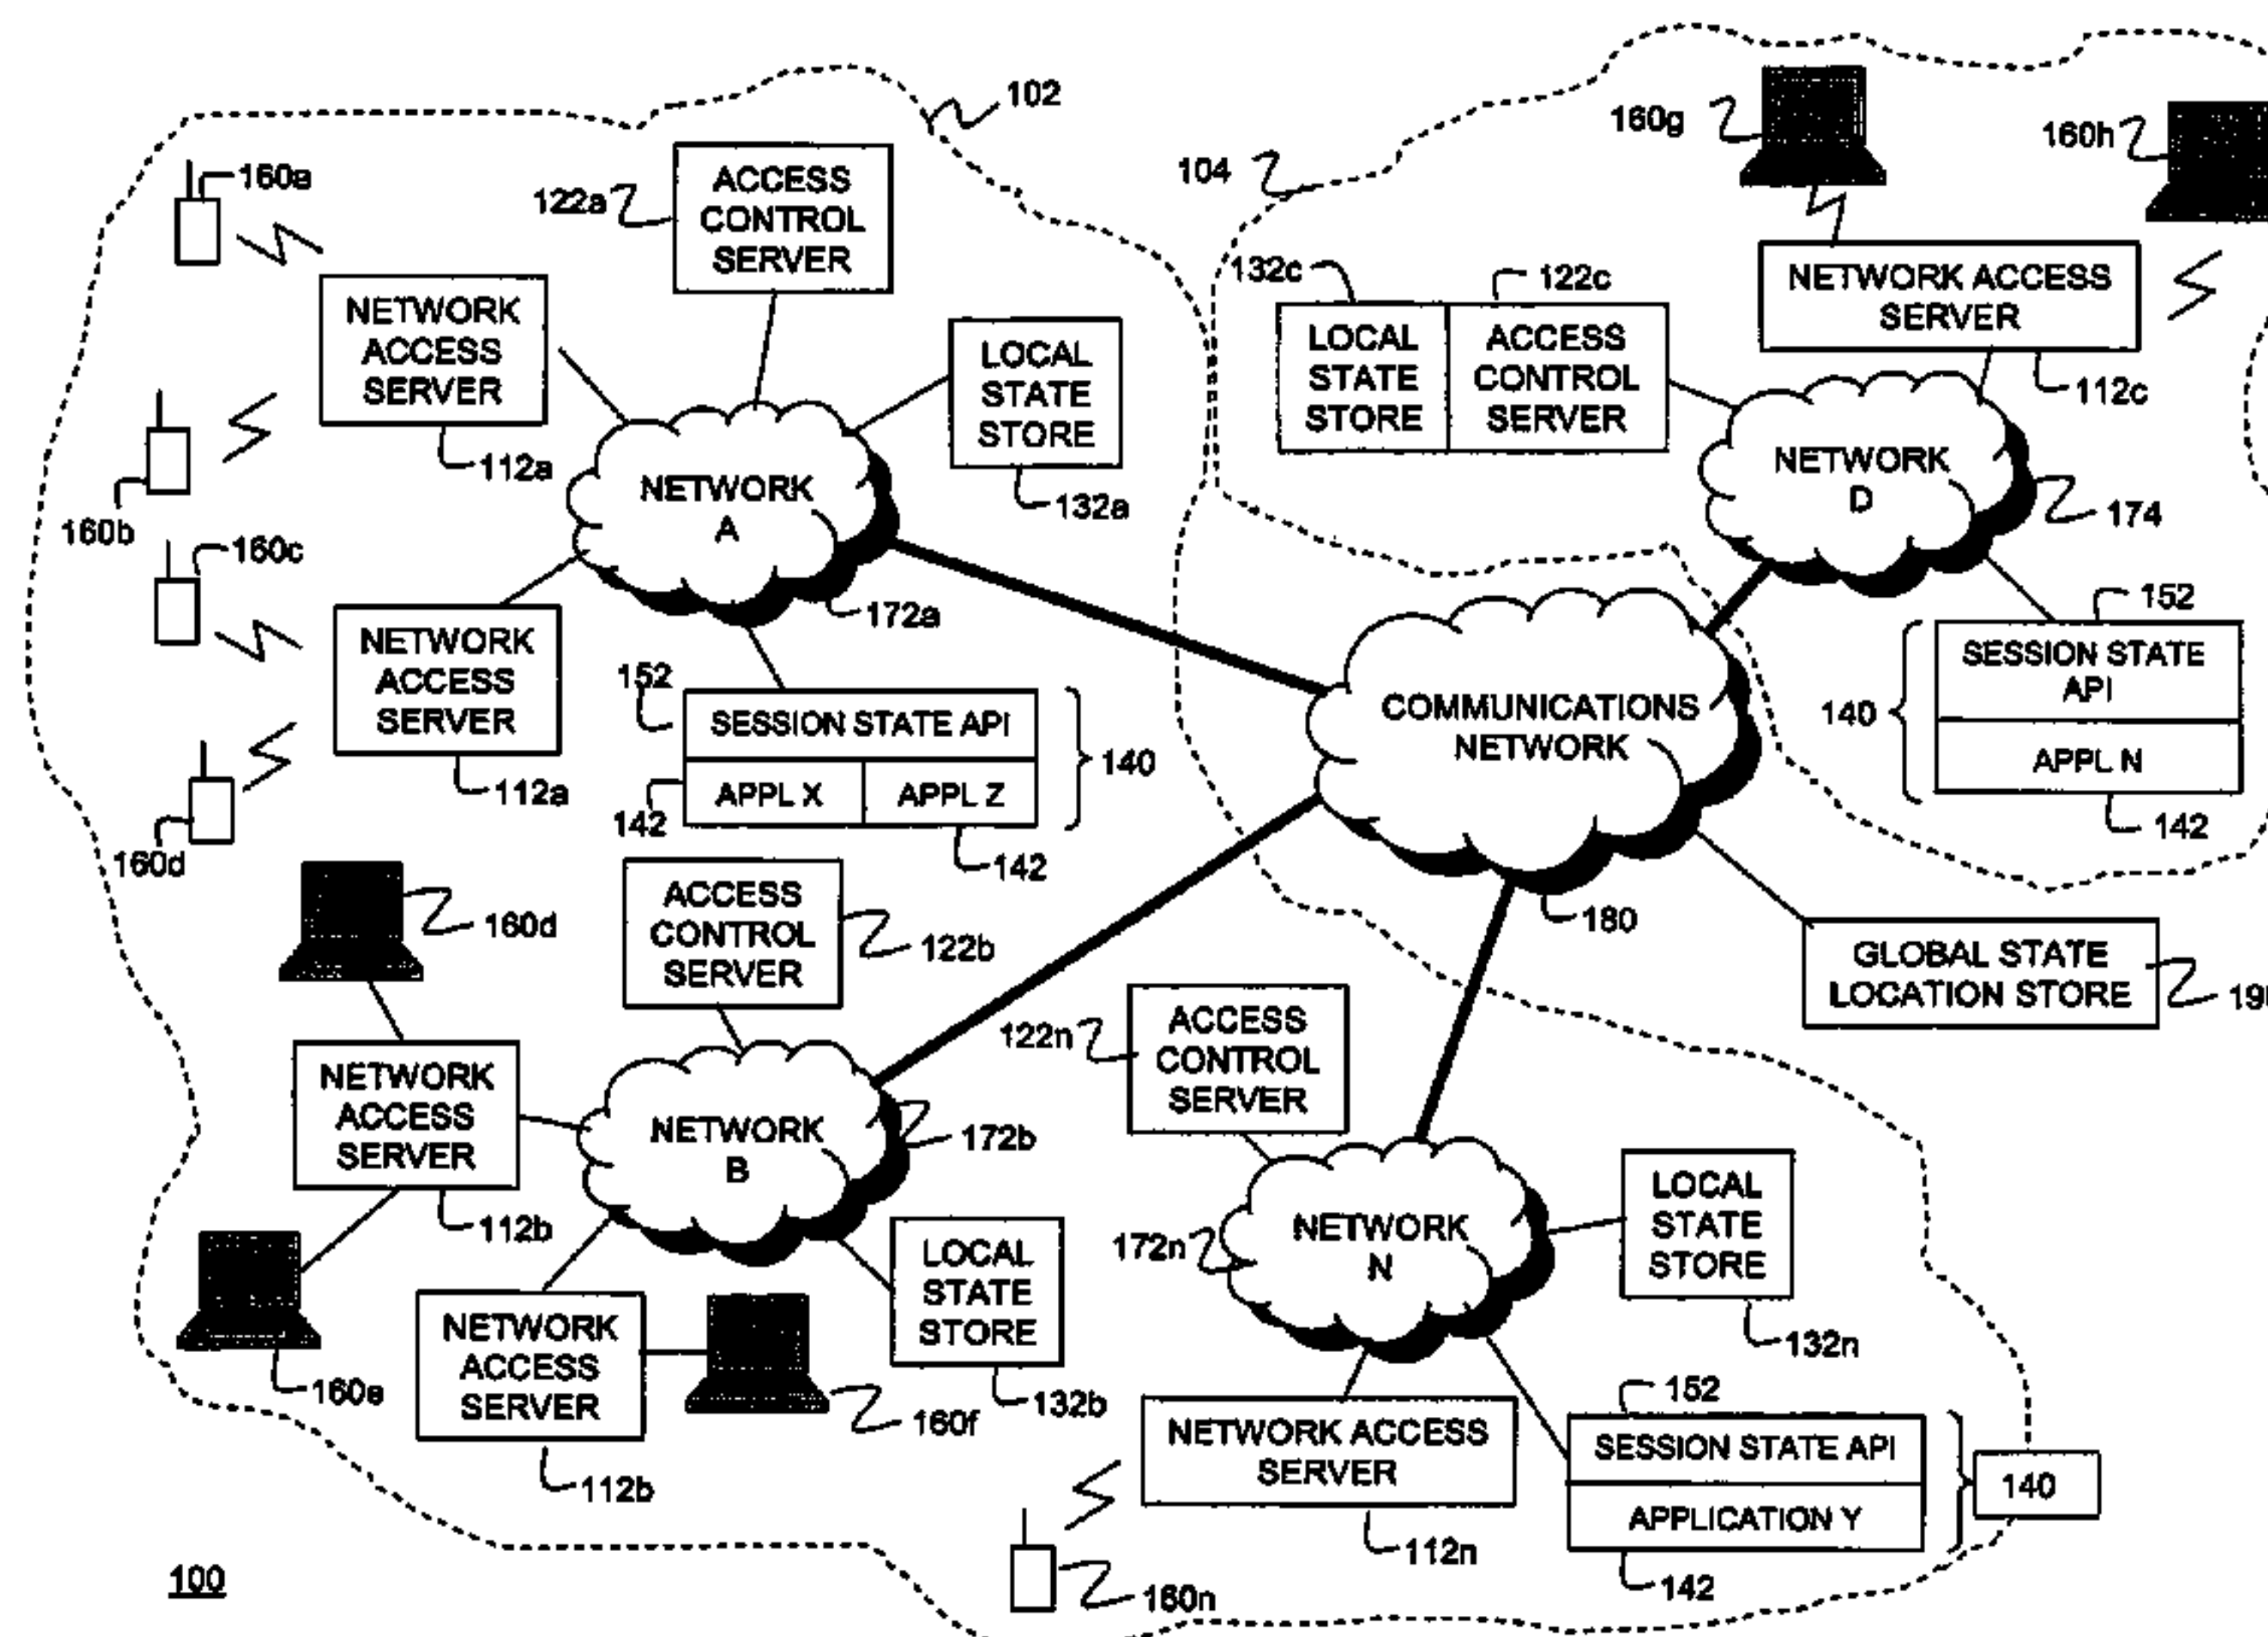 102
160a
122a
ACCESS
CONTROL
SERVER
104
160g
160h
NETWORK
ACCESS
SERVER
112a
LOCAL
STATE
STORE
132a
132c
122c
LOCAL
STATE
STORE
ACCESS
CONTROL
SERVER
NETWORK ACCESS
SERVER
112c
160b
160c
NETWORK
A
172a
NETWORK
D
174
NETWORK
ACCESS
SERVER
112a
160d
152
SESSION STATE API
APPL X
APPL Z
140
142
142
COMMUNICATIONS
NETWORK
180
152
SESSION STATE
API
APPL N
140
142
160d
ACCESS
CONTROL
SERVER
122b
GLOBAL STATE
LOCATION STORE
NETWORK
ACCESS
SERVER
112b
NETWORK
B
172b
122n
ACCESS
CONTROL
SERVER
160e
NETWORK
ACCESS
SERVER
112b
160f
LOCAL
STATE
STORE
132b
172n
NETWORK
N
LOCAL
STATE
STORE
132n
NETWORK ACCESS
SERVER
112n
152
SESSION STATE API
APPLICATION Y
140
142
160n
100